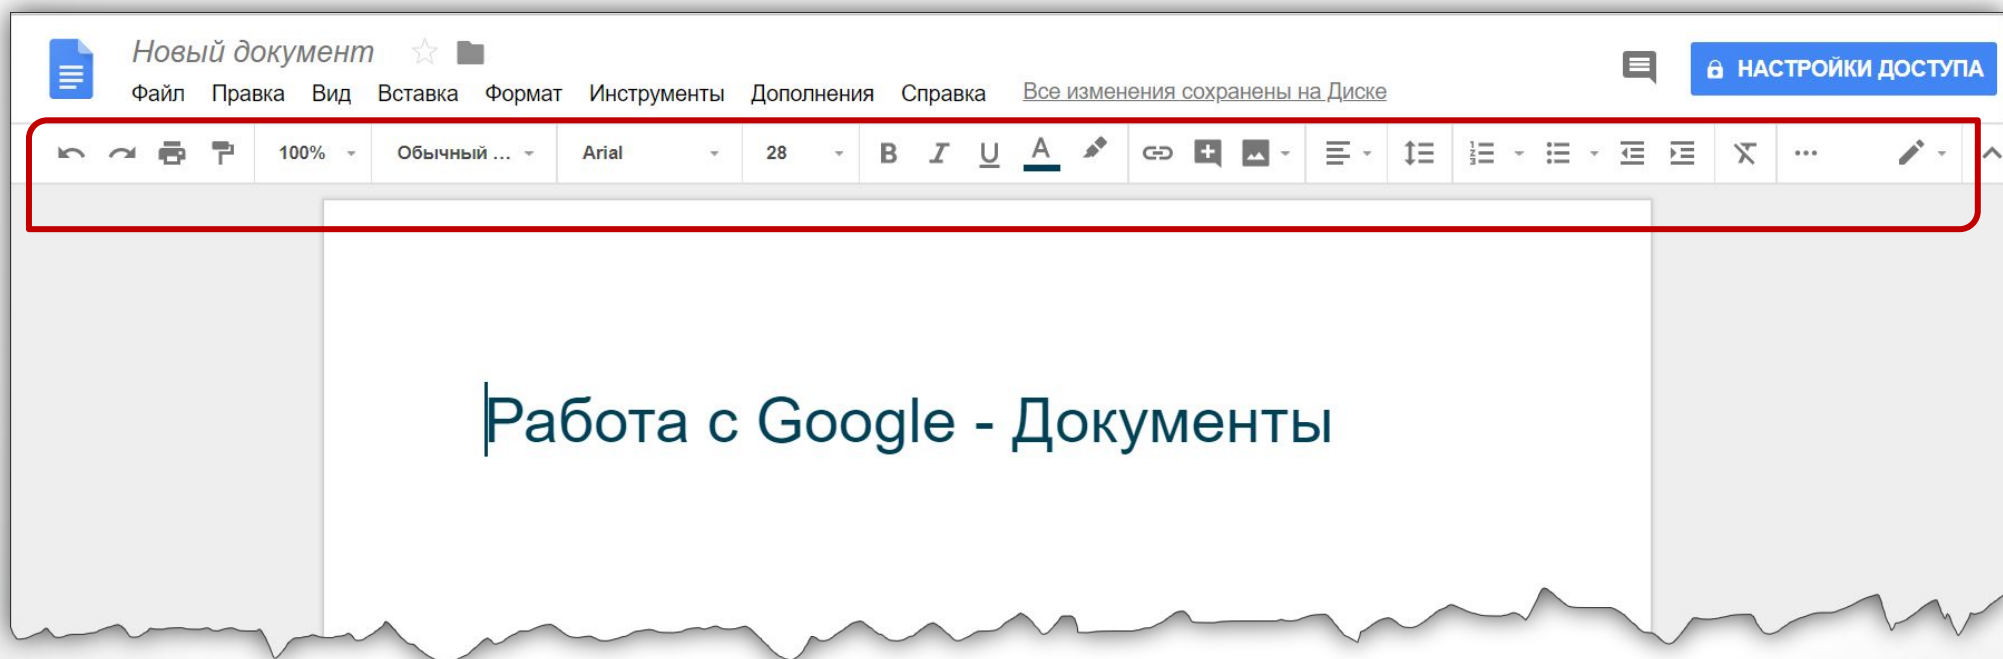 Новый документ
Файл Правка Вид Вставка Формат Инструменты Дополнения Справка Все изменения сохранены на Диске
НАСТРОЙКИ ДОСТУПА
100% Обычный ... Arial 28 B I U A
Работа с Google - Документы